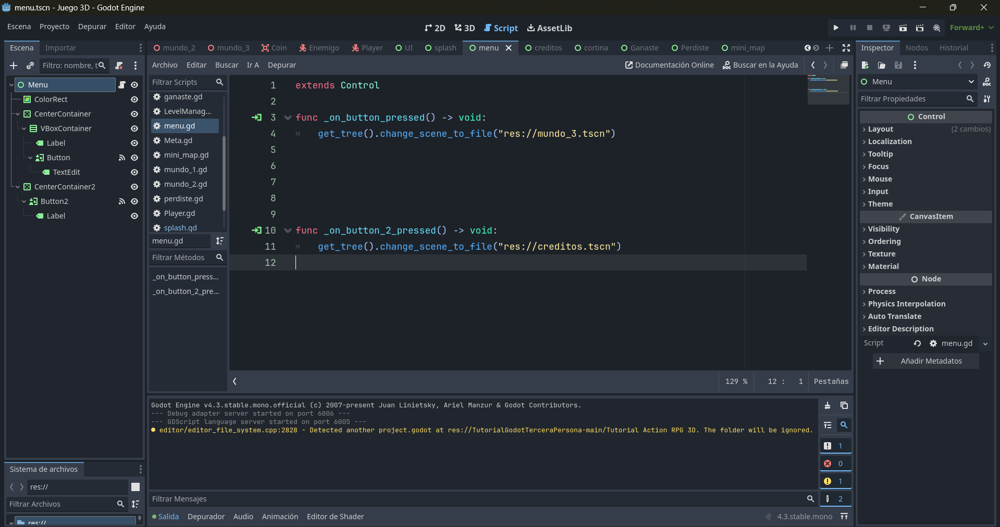 menu.tscn - Juego 3D - Godot Engine
Escena Proyecto Depurar Editor Ayuda
2D 3D Script AssetLib
Forward+
Escena Importar
Filtro: nombre, t
Menu
ColorRect
CenterContainer
VBoxContainer
Label
Button
TextEdit
CenterContainer2
Button2
Label
Sistema de archivos
res://
Filtrar Archivos
res://
mundo_2 mundo_3 Coin Enemigo Player UI splash menu creditos cortina Ganaste Perdiste mini_map
Archivo Editar Buscar Ir A Depurar
Documentación Online Buscar en la Ayuda
Filtrar Scripts
ganaste.gd
LevelManag...
menu.gd
Meta.gd
mini_map.gd
mundo_1.gd
mundo_2.gd
perdiste.gd
Player.gd
splash.gd
menu.gd
Filtrar Métodos
_on_button_press...
_on_button_2_pre...
1 extends Control
2
3 func _on_button_pressed() -> void:
4 get_tree().change_scene_to_file("res://mundo_3.tscn")
5
6
7
8
9
10 func _on_button_2_pressed() -> void:
11 get_tree().change_scene_to_file("res://creditos.tscn")
12
129 % 12 : 1 Pestañas
Godot Engine v4.3.stable.mono.official (c) 2007-present Juan Linietsky, Ariel Manzur & Godot Contributors.
--- Debug adapter server started on port 6006 ---
--- GDScript language server started on port 6005 ---
editor/editor_file_system.cpp:2828 - Detected another project.godot at res://TutorialGodotTerceraPersona-main/Tutorial Action RPG 3D. The folder will be ignored.
1
0
1
2
Filtrar Mensajes
Salida Depurador Audio Animación Editor de Shader
4.3.stable.mono
Inspector Nodos Historial
Menu
DOC
Filtrar Propiedades
Control
Layout (2 cambios)
Localization
Tooltip
Focus
Mouse
Input
Theme
CanvasItem
Visibility
Ordering
Texture
Material
Node
Process
Physics Interpolation
Auto Translate
Editor Description
Script menu.gd
Añadir Metadatos